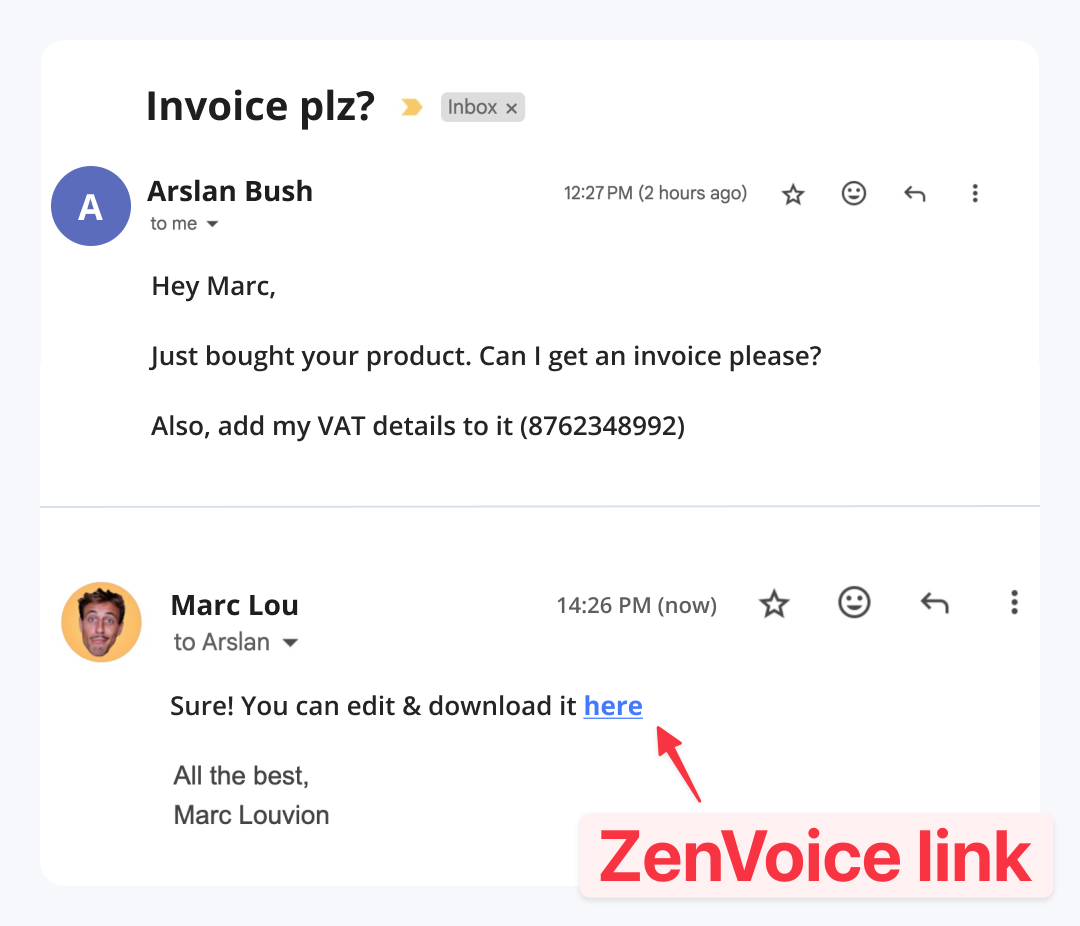 Invoice plz? Inbox ×
A
Arslan Bush 12:27 PM (2 hours ago)
to me
Hey Marc,
Just bought your product. Can I get an invoice please?
Also, add my VAT details to it (8762348992)
Marc Lou 14:26 PM (now)
to Arslan
Sure! You can edit & download it here
All the best,
Marc Louvion
ZenVoice link